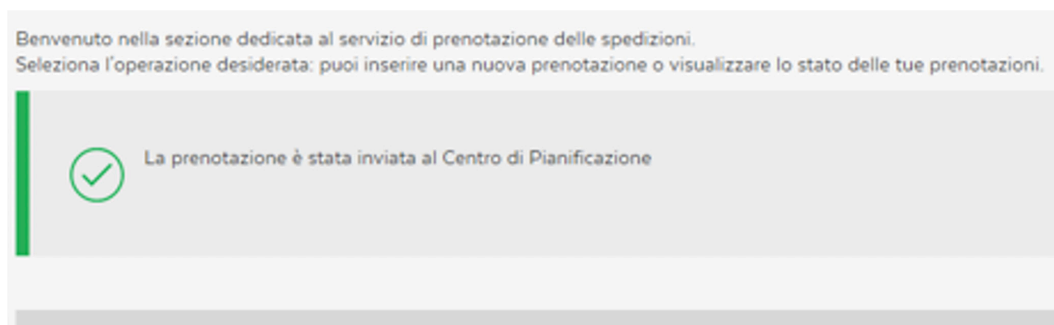 Benvenuto nella sezione dedicata al servizio di prenotazione delle spedizioni.
Seleziona l'operazione desiderata: puoi inserire una nuova prenotazione o visualizzare lo stato delle tue prenotazioni.
La prenotazione è stata inviata al Centro di Pianificazione